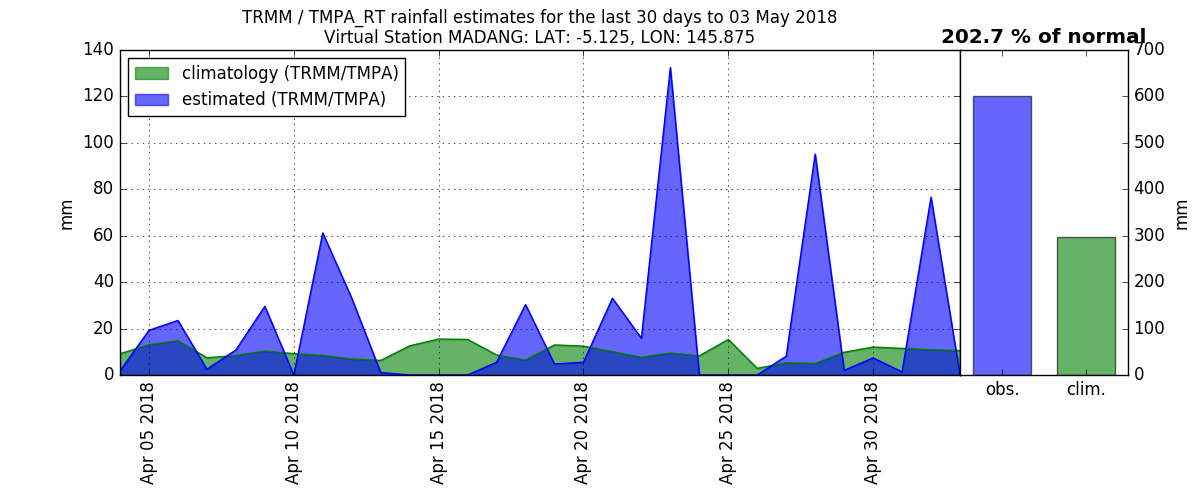 TRMM / TMPA_RT rainfall estimates for the last 30 days to 03 May 2018
Virtual Station MADANG: LAT: -5.125, LON: 145.875
202.7 % of normal
climatology (TRMM/TMPA)
estimated (TRMM/TMPA)
mm
140
120
100
80
60
40
20
0
Apr 05 2018
Apr 10 2018
Apr 15 2018
Apr 20 2018
Apr 25 2018
Apr 30 2018
700
600
500
400
300
200
100
0
mm
obs.
clim.